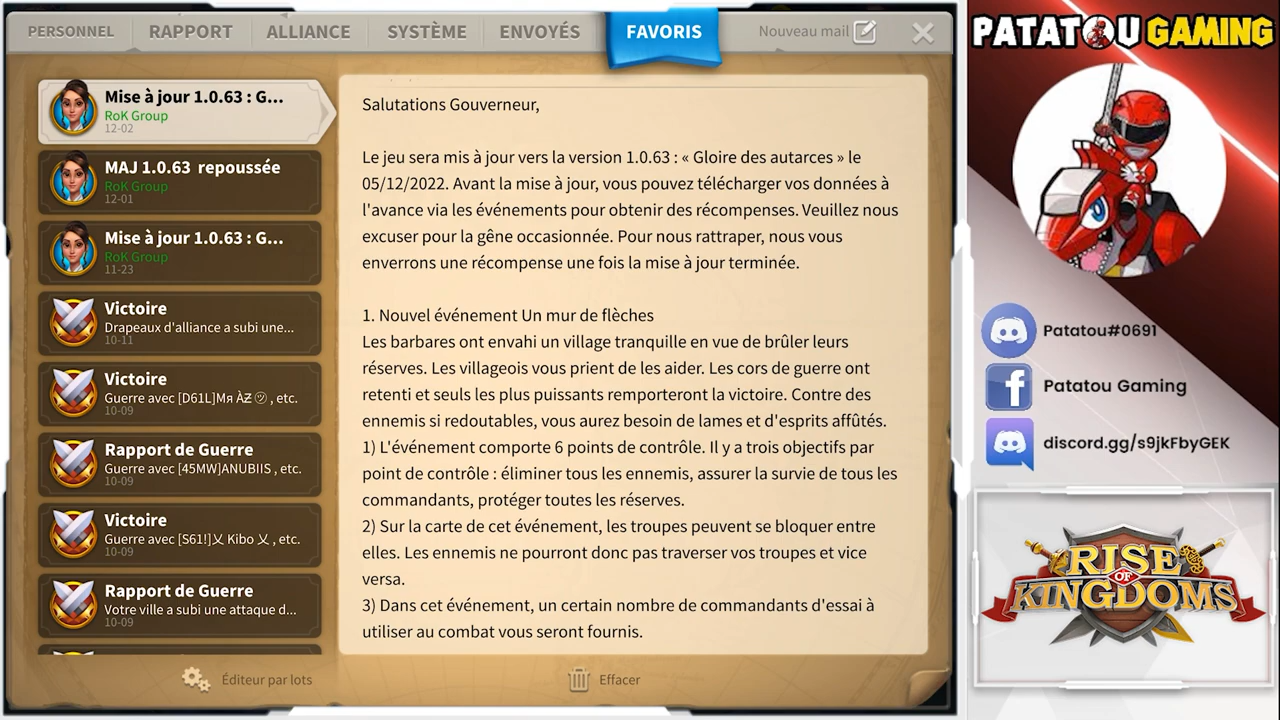 PERSONNEL
RAPPORT
ALLIANCE
SYSTÈME
ENVOYÉS
FAVORIS
Nouveau mail
Mise à jour 1.0.63 : G...
RoK Group
12-02
MAJ 1.0.63 repoussée
RoK Group
12-01
Mise à jour 1.0.63 : G...
RoK Group
11-23
Victoire
Drapeaux d'alliance a subi une...
10-11
Victoire
Guerre avec [D61L]Mя ÀƵ ㋡ , etc.
10-09
Rapport de Guerre
Guerre avec [45MW]ANUBIIS , etc.
10-09
Victoire
Guerre avec [S61!]乂 Kibo 乂 , etc.
10-09
Rapport de Guerre
Votre ville a subi une attaque d...
10-09
Salutations Gouverneur,
Le jeu sera mis à jour vers la version 1.0.63 : « Gloire des autarces » le
05/12/2022. Avant la mise à jour, vous pouvez télécharger vos données à
l'avance via les événements pour obtenir des récompenses. Veuillez nous
excuser pour la gêne occasionnée. Pour nous rattraper, nous vous
enverrons une récompense une fois la mise à jour terminée.
1. Nouvel événement Un mur de flèches
Les barbares ont envahi un village tranquille en vue de brûler leurs
réserves. Les villageois vous prient de les aider. Les cors de guerre ont
retenti et seuls les plus puissants remporteront la victoire. Contre des
ennemis si redoutables, vous aurez besoin de lames et d'esprits affûtés.
1) L'événement comporte 6 points de contrôle. Il y a trois objectifs par
point de contrôle : éliminer tous les ennemis, assurer la survie de tous les
commandants, protéger toutes les réserves.
2) Sur la carte de cet événement, les troupes peuvent se bloquer entre
elles. Les ennemis ne pourront donc pas traverser vos troupes et vice
versa.
3) Dans cet événement, un certain nombre de commandants d'essai à
utiliser au combat vous seront fournis.
Éditeur par lots
Effacer
PATATOU GAMING
Patatou#0691
Patatou Gaming
discord.gg/s9jkFbyGEK
RISE
OF
KINGDOMS